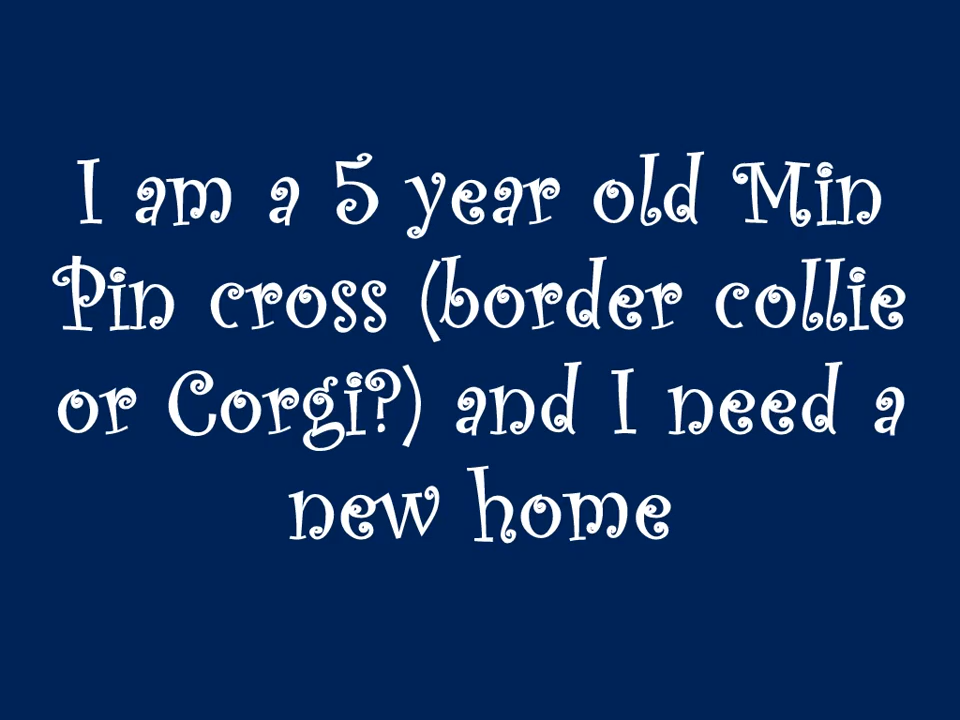 I am a 5 year old Min
Pin cross (border collie
or Corgi?) and I need a
new home